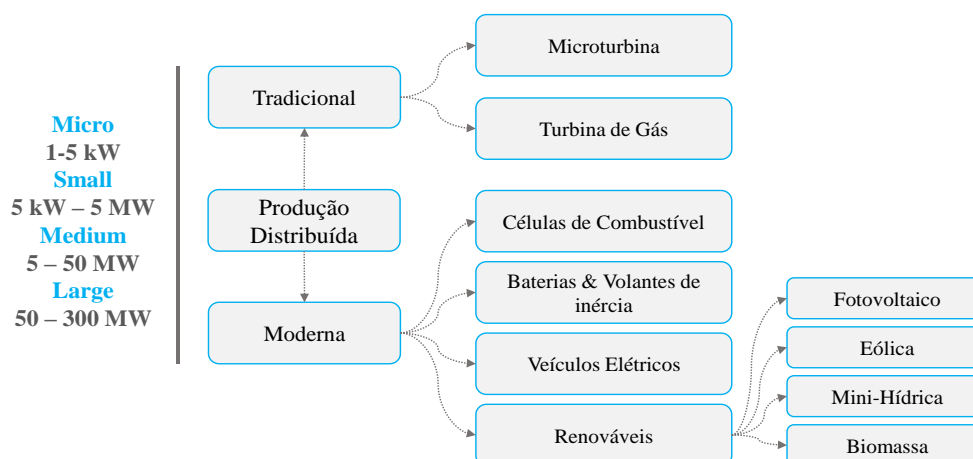 Micro
1-5 kW
Small
5 kW – 5 MW
Medium
5 – 50 MW
Large
50 – 300 MW
Tradicional
Produção
Distribuída
Moderna
Microturbina
Turbina de Gás
Células de Combustível
Baterias & Volantes de
inércia
Veículos Elétricos
Renováveis
Fotovoltaico
Eólica
Mini-Hídrica
Biomassa